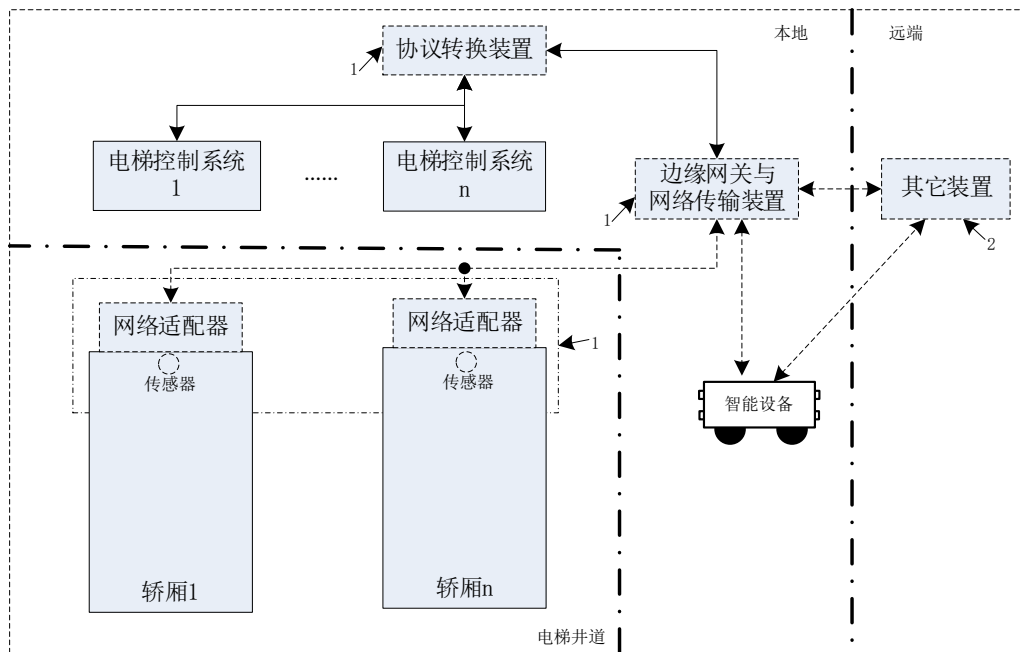 本地
远端
协议转换装置
1
电梯控制系统
1
......
电梯控制系统
n
边缘网关与
网络传输装置
1
其它装置
2
网络适配器
网络适配器
1
传感器
传感器
智能设备
轿厢1
轿厢n
电梯井道